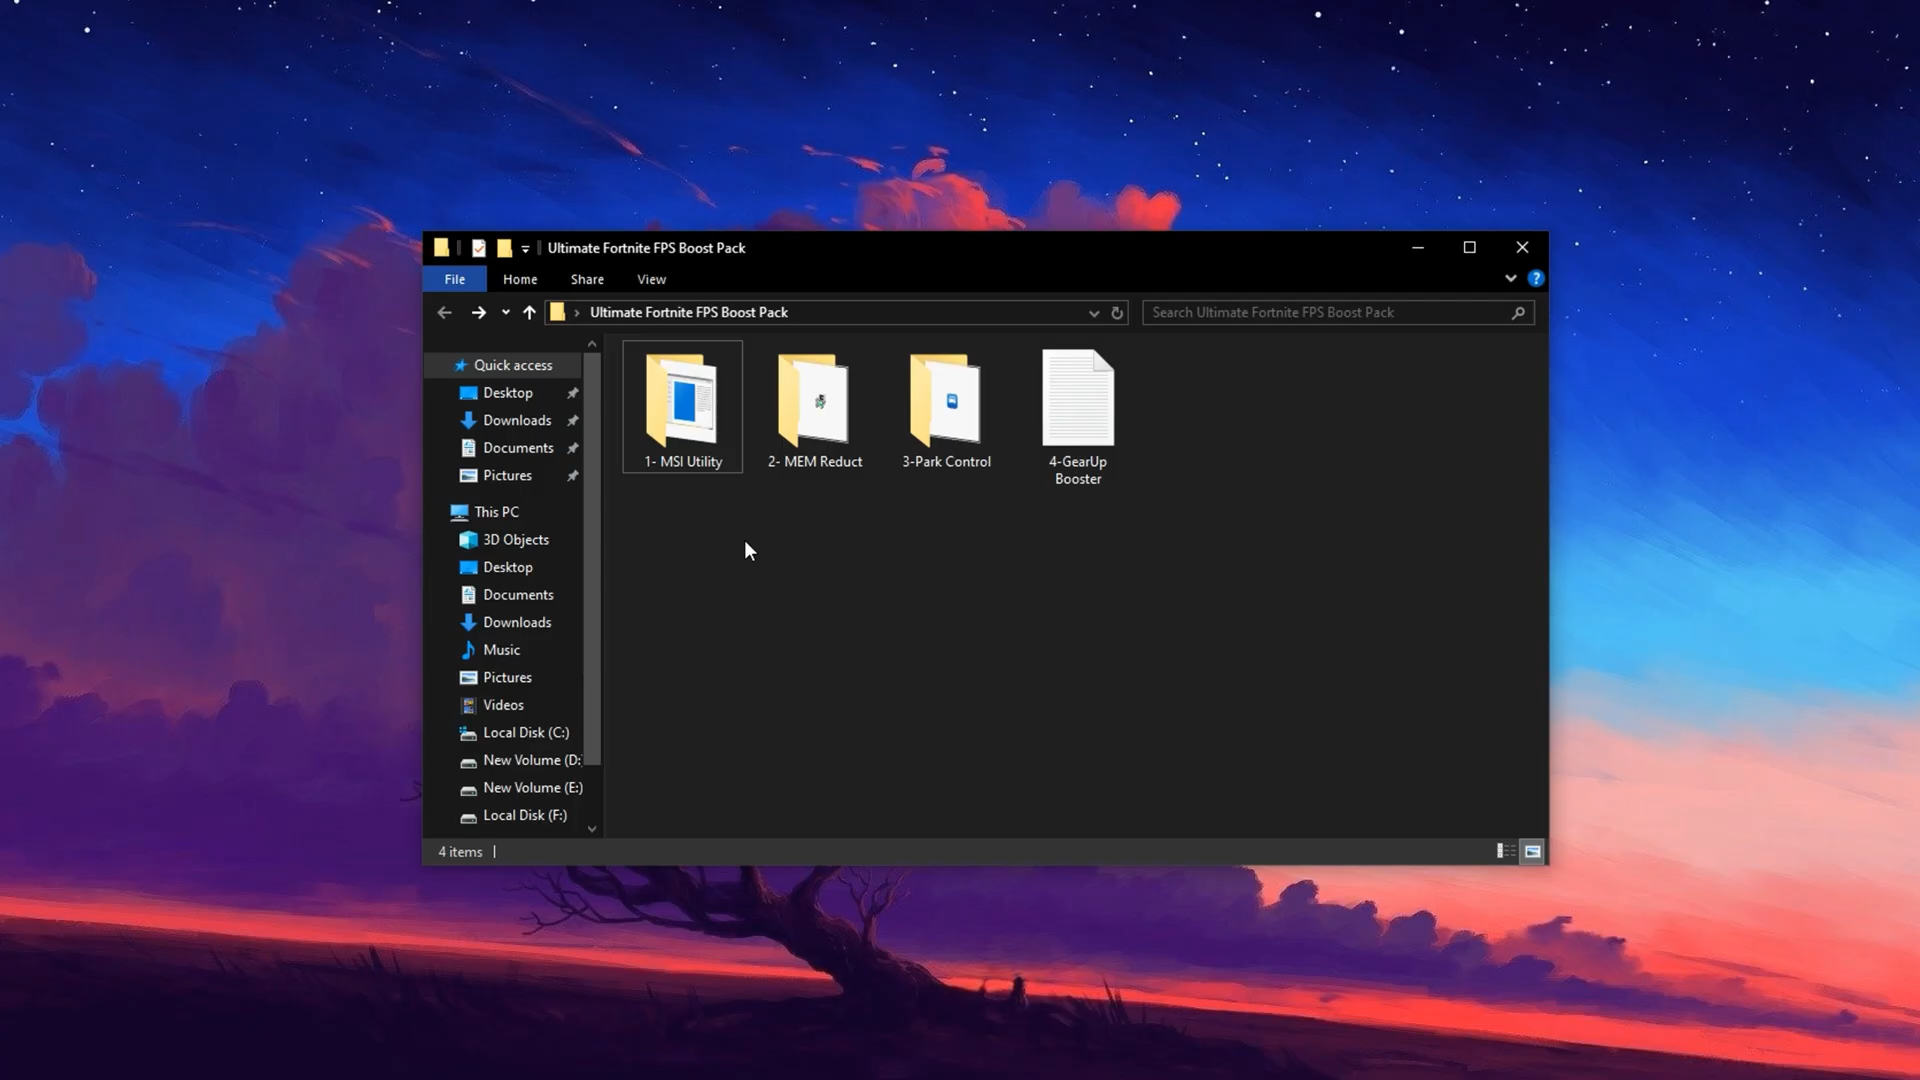 Ultimate Fortnite FPS Boost Pack
File Home Share View
?
Ultimate Fortnite FPS Boost Pack
Search Ultimate Fortnite FPS Boost Pack
Quick access
Desktop
Downloads
Documents
Pictures
This PC
3D Objects
Desktop
Documents
Downloads
Music
Pictures
Videos
Local Disk (C:)
New Volume (D:
New Volume (E:)
Local Disk (F:)
1- MSI Utility
2- MEM Reduct
3-Park Control
4-GearUp
Booster
4 items